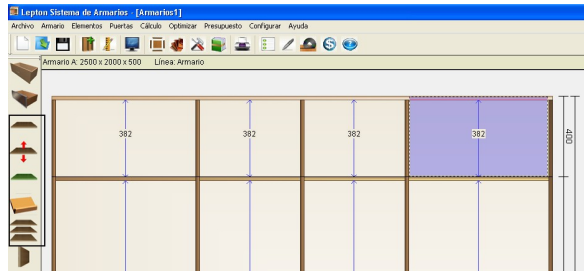 Lepton Sistema de Armarios - [Armarios1]
Archivo Armario Elementos Puertas Cálculo Optimizar Presupuesto Configurar Ayuda
Armario A: 2500 x 2000 x 500 Línea: Armario
382 382 382 382
400